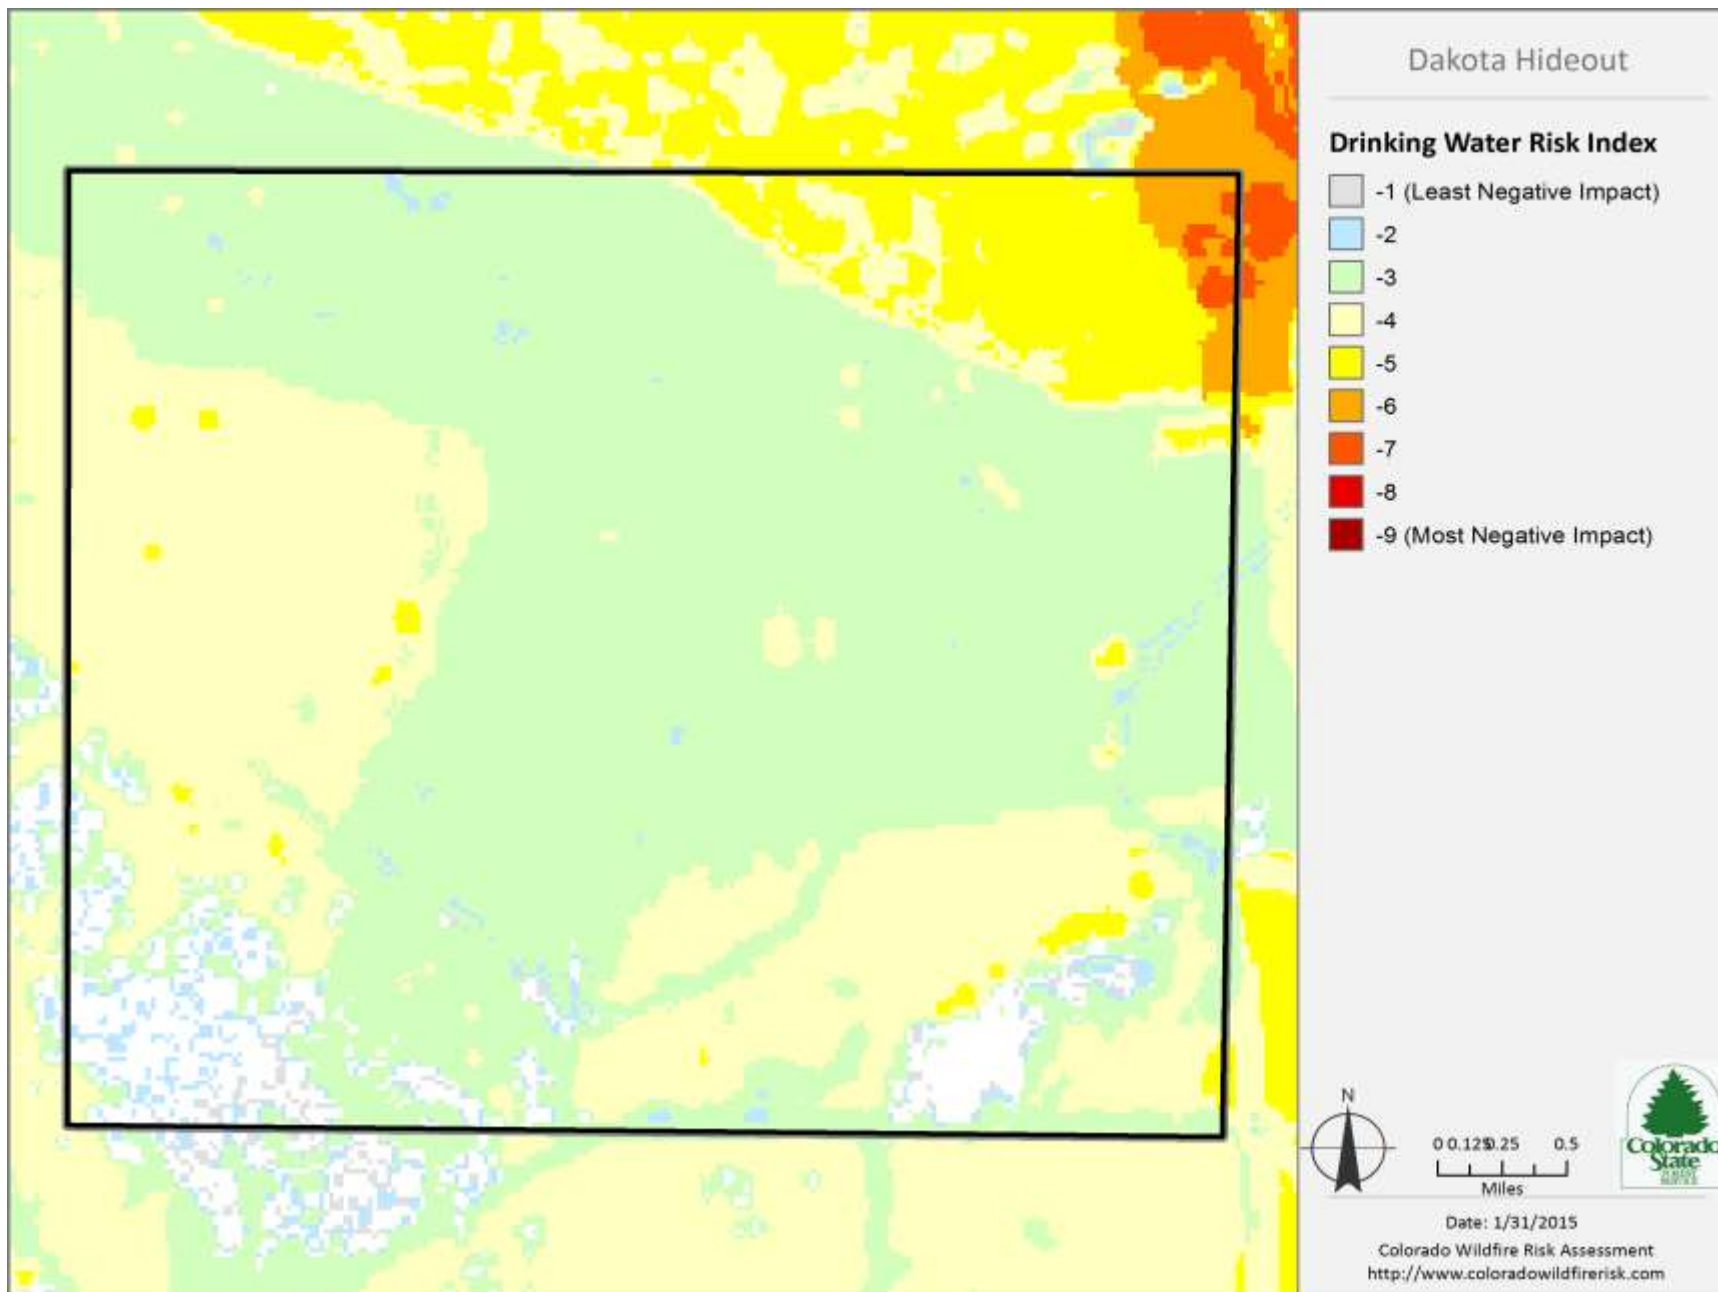 Dakota Hideout
Drinking Water Risk Index
-1 (Least Negative Impact)
-2
-3
-4
-5
-6
-7
-8
-9 (Most Negative Impact)
N
0 0.125 0.25 0.5
Miles
Colorado
State
Date: 1/31/2015
Colorado Wildfire Risk Assessment
http://www.coloradowildfirerisk.com